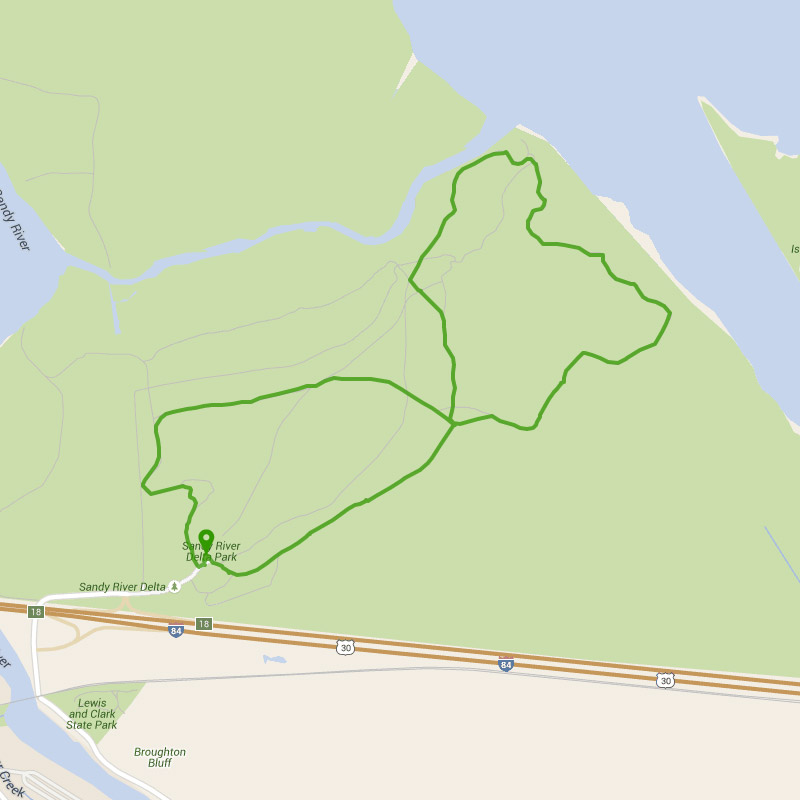 Sandy River
Is
Sandy River
Delta Park
Sandy River Delta
18
84
18
30
84
30
Lewis
and Clark
State Park
Broughton
Bluff
Creek